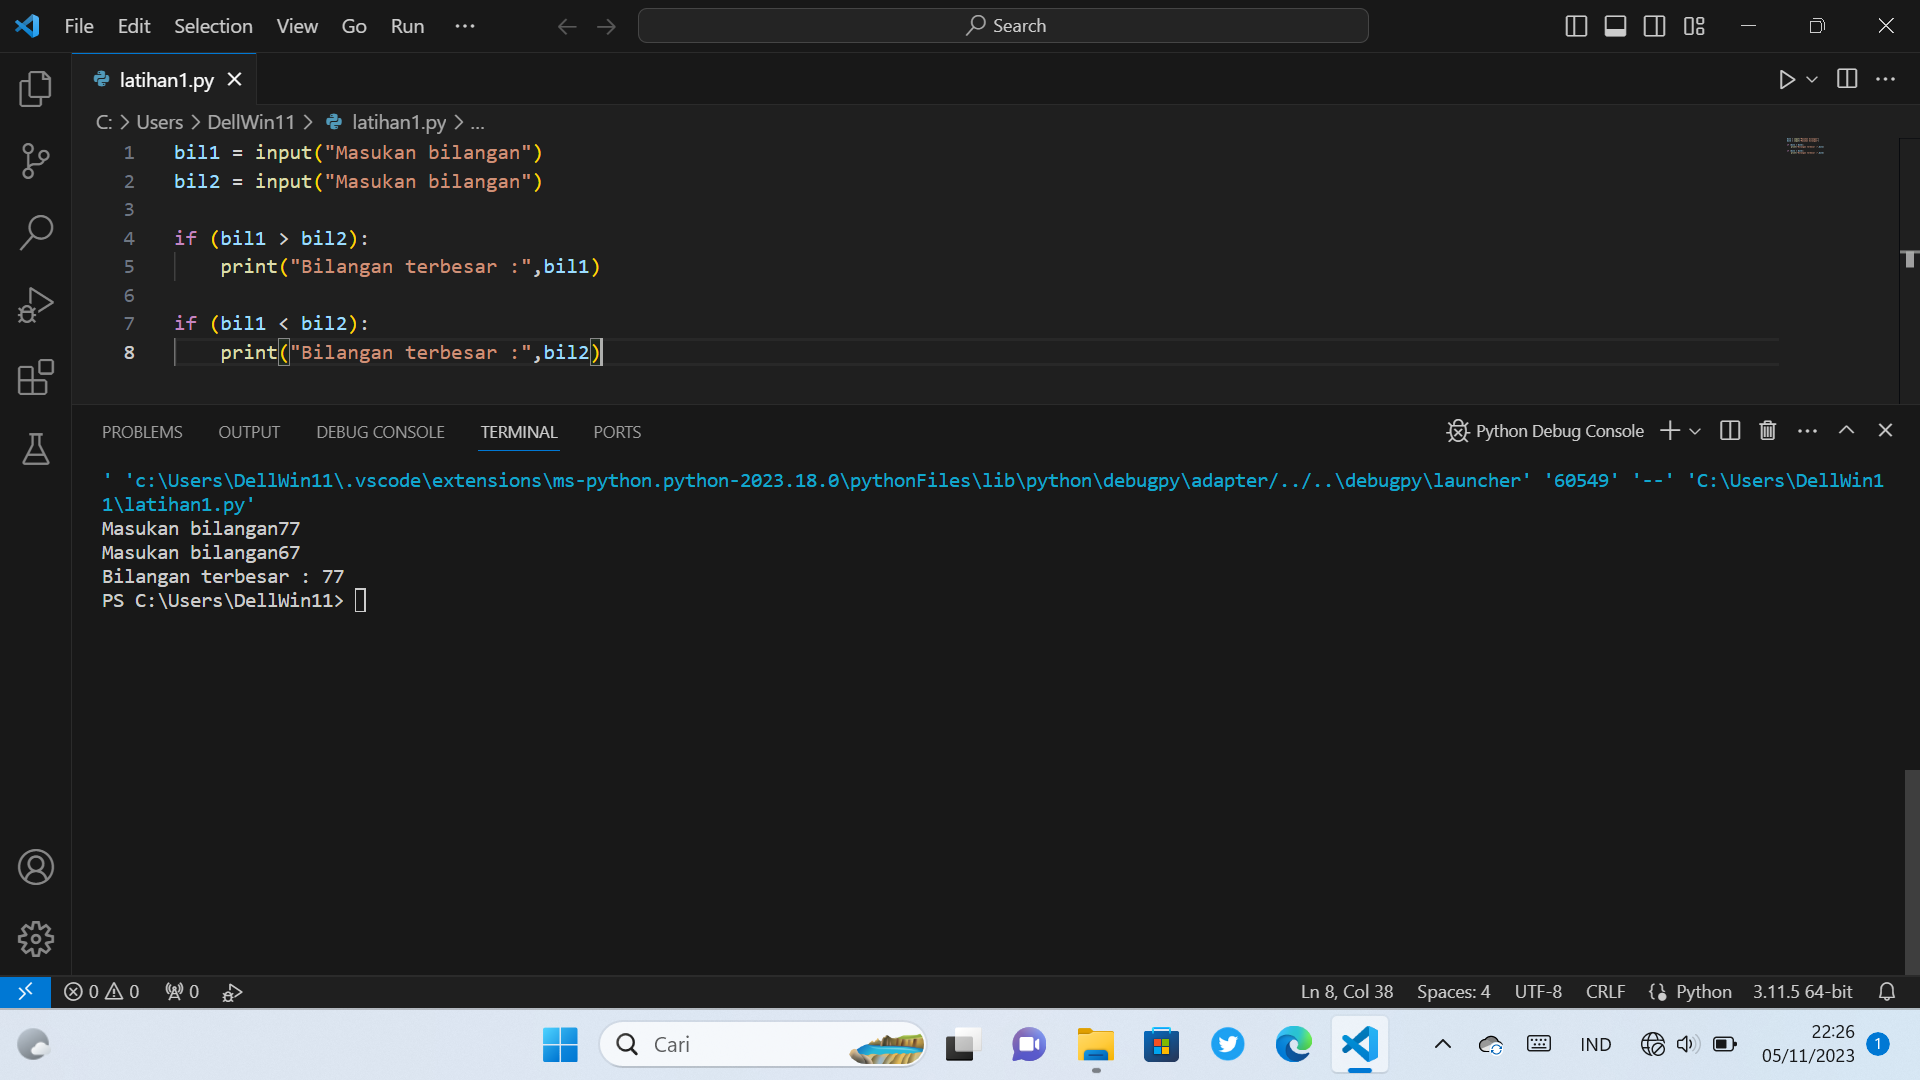 File Edit Selection View Go Run ...
Search
latihan1.py
C: > Users > DellWin11 > latihan1.py > ...
1 bil1 = input("Masukan bilangan")
2 bil2 = input("Masukan bilangan")
3
4 if (bil1 > bil2):
5 print("Bilangan terbesar :",bil1)
6
7 if (bil1 < bil2):
8 print("Bilangan terbesar :",bil2)
PROBLEMS OUTPUT DEBUG CONSOLE TERMINAL PORTS
Python Debug Console
' 'c:\Users\DellWin11\.vscode\extensions\ms-python.python-2023.18.0\pythonFiles\lib\python\debugpy\adapter/../..\debugpy\launcher' '60549' '--' 'C:\Users\DellWin1
1\latihan1.py'
Masukan bilangan77
Masukan bilangan67
Bilangan terbesar : 77
PS C:\Users\DellWin11>
0 0 0
Ln 8, Col 38 Spaces: 4 UTF-8 CRLF Python 3.11.5 64-bit
Cari
IND
22:26
05/11/2023
1